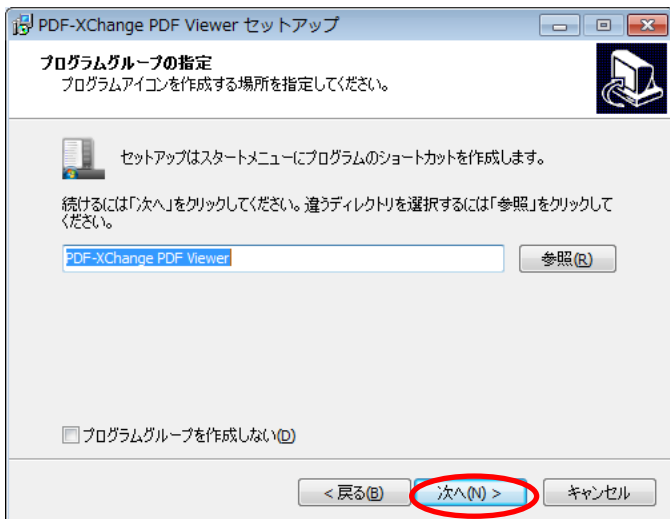 PDF-XChange PDF Viewer セットアップ
プログラムグループの指定
プログラムアイコンを作成する場所を指定してください。
セットアップはスタートメニューにプログラムのショートカットを作成します。
続けるには「次へ」をクリックしてください。違うディレクトリを選択するには「参照」をクリックして
ください。
PDF-XChange PDF Viewer
参照(R)
プログラムグループを作成しない(D)
< 戻る(B)
次へ(N) >
キャンセル